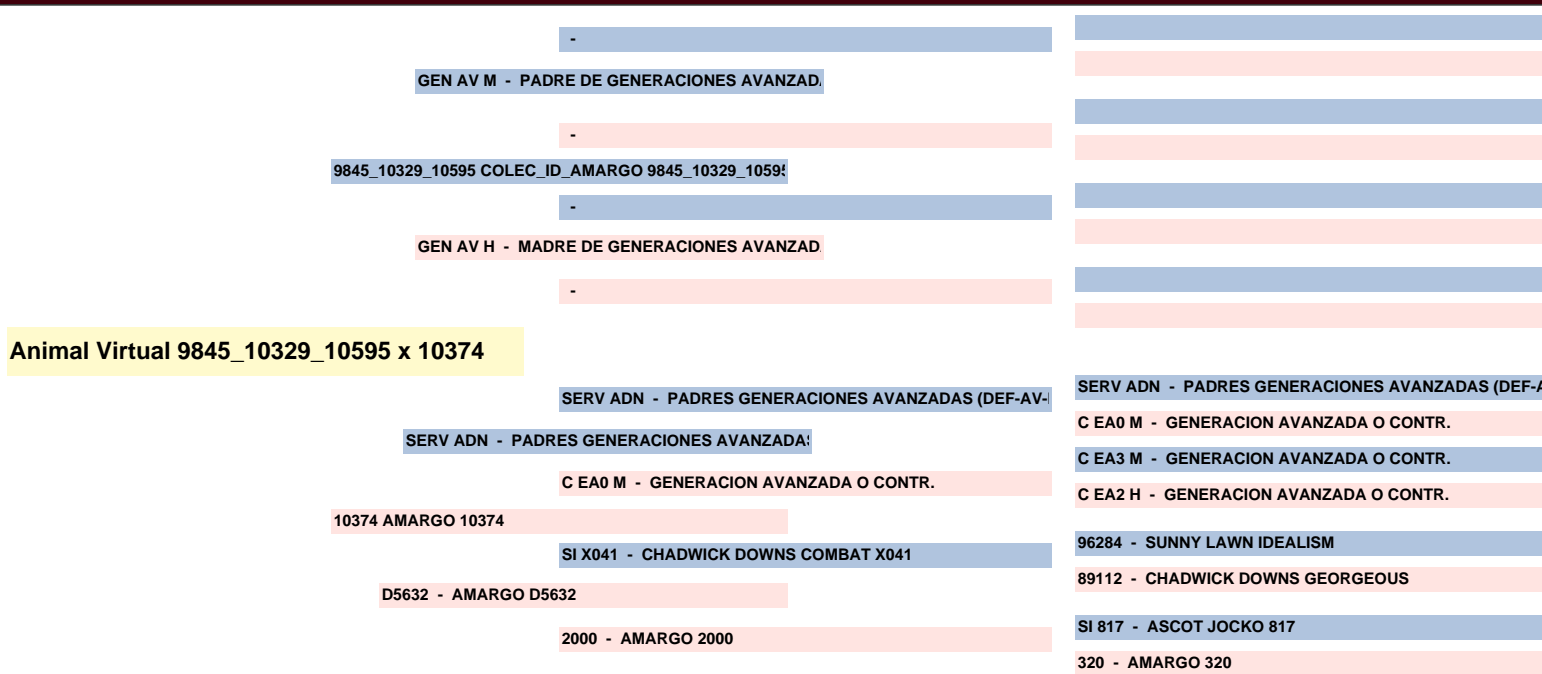 -
GEN AV M - PADRE DE GENERACIONES AVANZAD
-
9845_10329_10595 COLEC_ID_AMARGO 9845_10329_1059
-
GEN AV H - MADRE DE GENERACIONES AVANZAD
-
Animal Virtual 9845_10329_10595 x 10374
SERV ADN - PADRES GENERACIONES AVANZADAS (DEF-A
SERV ADN - PADRES GENERACIONES AVANZADAS (DEF-AV-
C EA0 M - GENERACION AVANZADA O CONTR.
SERV ADN - PADRES GENERACIONES AVANZADA
C EA3 M - GENERACION AVANZADA O CONTR.
C EA0 M - GENERACION AVANZADA O CONTR.
C EA2 H - GENERACION AVANZADA O CONTR.
10374 AMARGO 10374
96284 - SUNNY LAWN IDEALISM
SI X041 - CHADWICK DOWNS COMBAT X041
89112 - CHADWICK DOWNS GEORGEOUS
D5632 - AMARGO D5632
SI 817 - ASCOT JOCKO 817
2000 - AMARGO 2000
320 - AMARGO 320